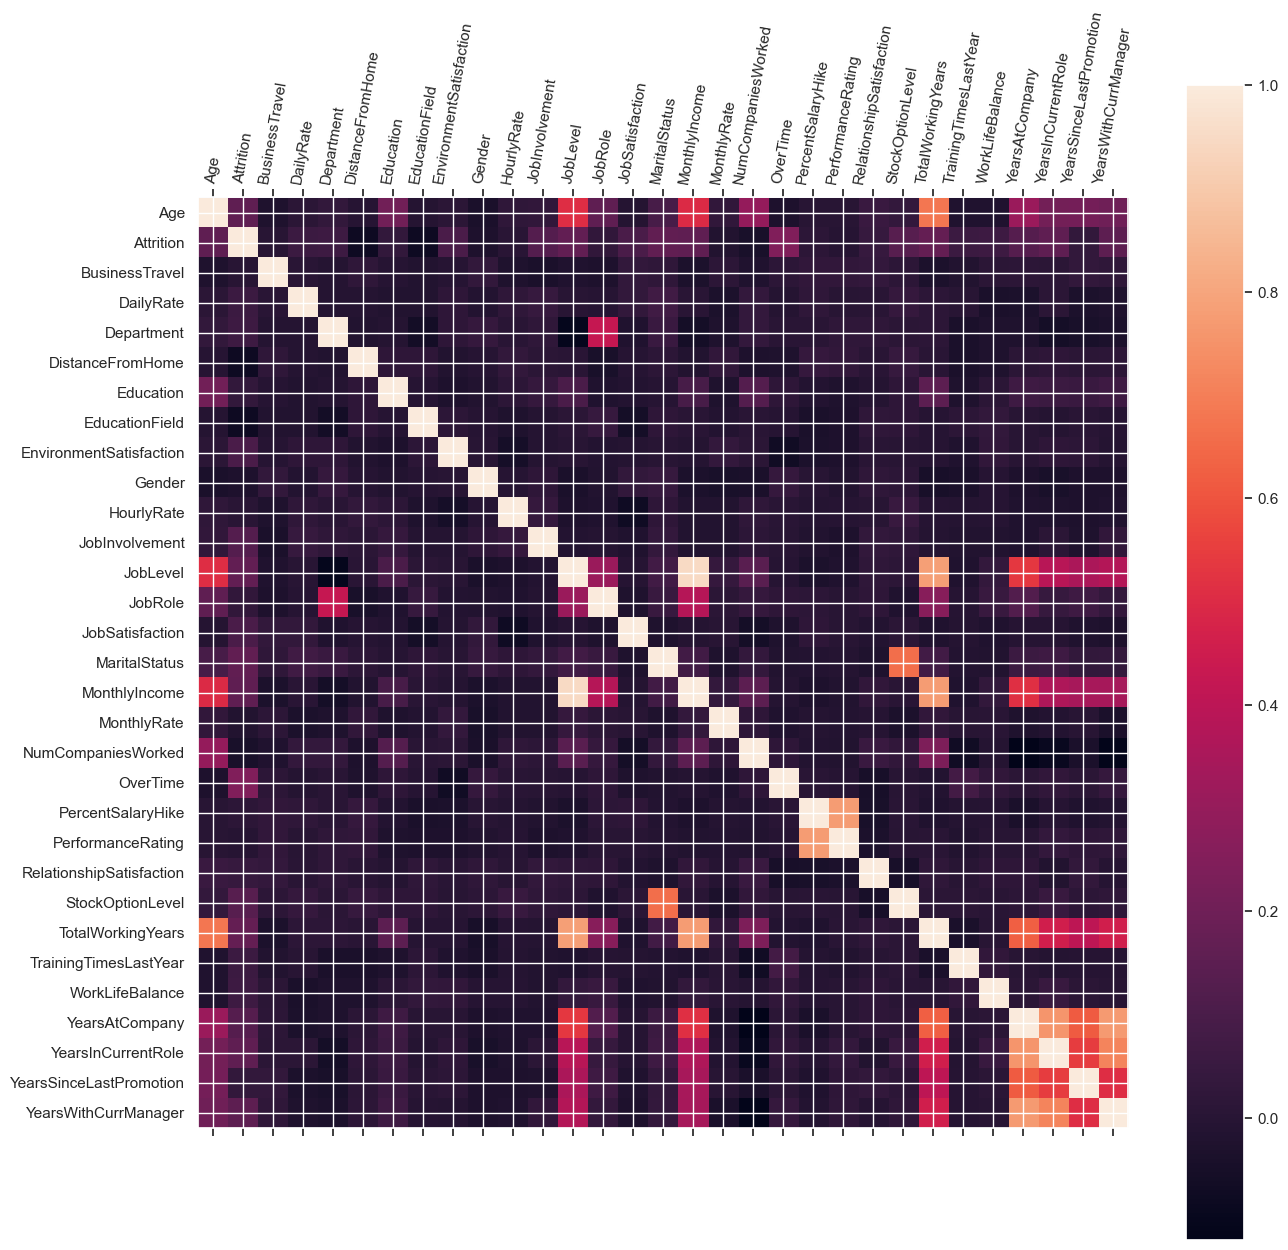 Age
Attrition
BusinessTravel
DailyRate
Department
DistanceFromHome
Education
EducationField
EnvironmentSatisfaction
Gender
HourlyRate
JobInvolvement
JobLevel
JobRole
JobSatisfaction
MaritalStatus
MonthlyIncome
MonthlyRate
NumCompaniesWorked
OverTime
PercentSalaryHike
PerformanceRating
RelationshipSatisfaction
StockOptionLevel
TotalWorkingYears
TrainingTimesLastYear
WorkLifeBalance
YearsAtCompany
YearsInCurrentRole
YearsSinceLastPromotion
YearsWithCurrManager
Age
Attrition
BusinessTravel
DailyRate
Department
DistanceFromHome
Education
EducationField
EnvironmentSatisfaction
Gender
HourlyRate
JobInvolvement
JobLevel
JobRole
JobSatisfaction
MaritalStatus
MonthlyIncome
MonthlyRate
NumCompaniesWorked
OverTime
PercentSalaryHike
PerformanceRating
RelationshipSatisfaction
StockOptionLevel
TotalWorkingYears
TrainingTimesLastYear
WorkLifeBalance
YearsAtCompany
YearsInCurrentRole
YearsSinceLastPromotion
YearsWithCurrManager
1.0
0.8
0.6
0.4
0.2
0.0